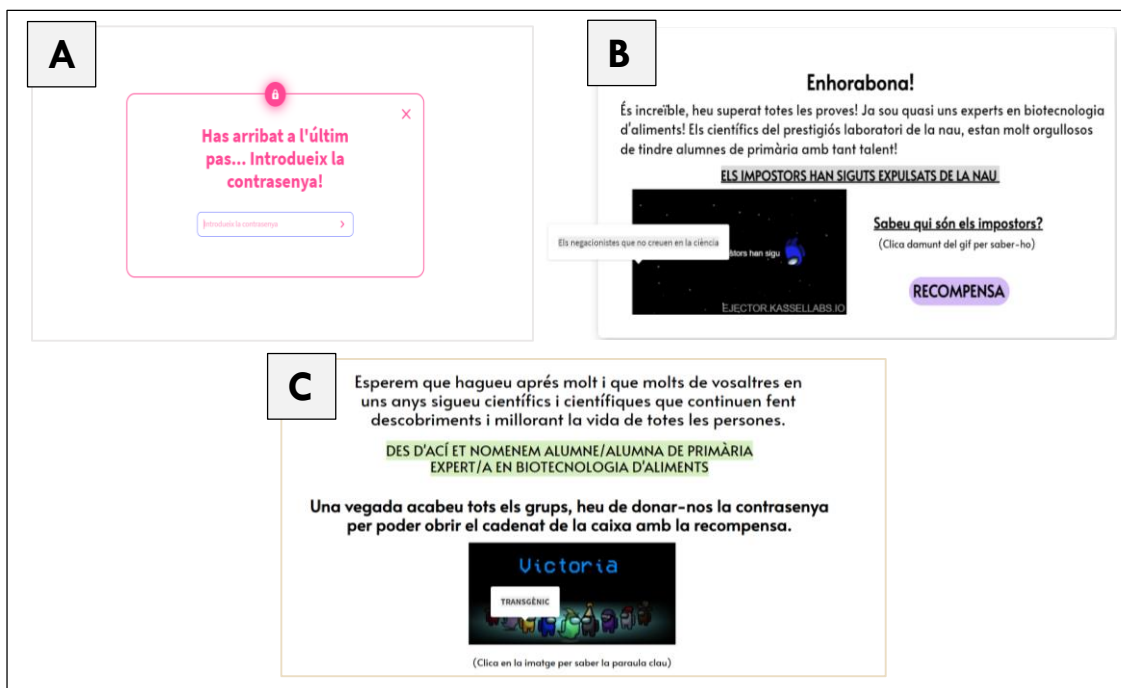 A
Has arribat a l'últim
pas... Introdueix la
contrasenya!
Introdueix la contrasenya
B
Enhorabona!
És increïble, heu superat totes les proves! Ja sou quasi uns experts en biotecnologia
d'aliments! Els científics del prestigiós laboratori de la nau, estan molt orgullosos
de tindre alumnes de primària amb tant talent!
ELS IMPOSTORS HAN SIGUTS EXPULSATS DE LA NAU
Sabeu qui són els impostors?
(Clica damunt del gif per saber-ho)
Els negacionistes que no creuen en la ciència
stors han sigu
RECOMPENSA
EJECTOR.KASSELLABS.IO
C
Esperem que hagueu aprés molt i que molts de vosaltres en
uns anys sigueu científics i científiques que continuen fent
descobriments i millorant la vida de totes les persones.
DES D'ACÍ ET NOMENEM ALUMNE/ALUMNA DE PRIMÀRIA
EXPERT/A EN BIOTECNOLOGIA D'ALIMENTS
Una vegada acabeu tots els grups, heu de donar-nos la contrasenya
per poder obrir el cadenat de la caixa amb la recompensa.
Victoria
TRANSGÈNIC
(Clica en la imatge per saber la paraula clau)